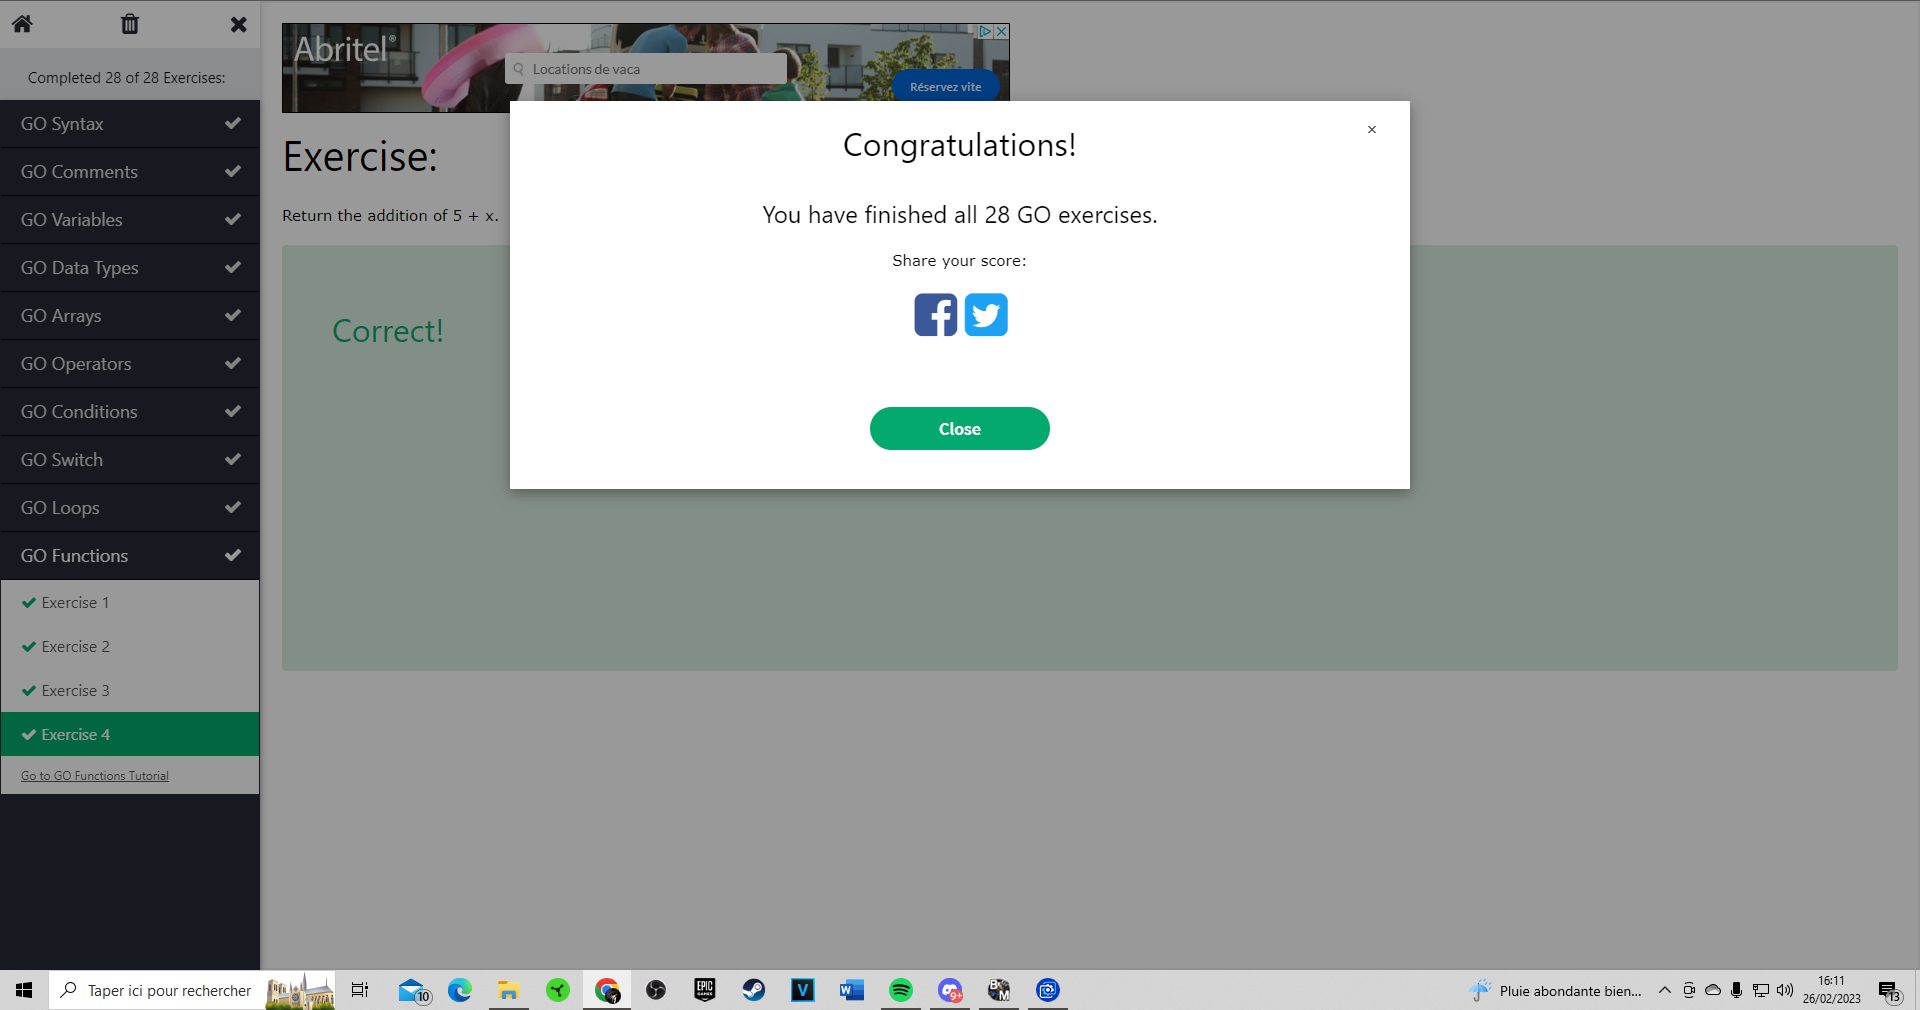 Completed 28 of 28 Exercises:
GO Syntax
GO Comments
GO Variables
GO Data Types
GO Arrays
GO Operators
GO Conditions
GO Switch
GO Loops
GO Functions
Exercise 1
Exercise 2
Exercise 3
Exercise 4
Go to GO Functions Tutorial
Abritel®
Locations de vaca
Réservez vite
Exercise:
Return the addition of 5 + x.
Correct!
×
Congratulations!
You have finished all 28 GO exercises.
Share your score:
Close
Taper ici pour rechercher
10
EPIC
GAMES
V
W
9+
B
M
Pluie abondante bien...
16:11
26/02/2023
13